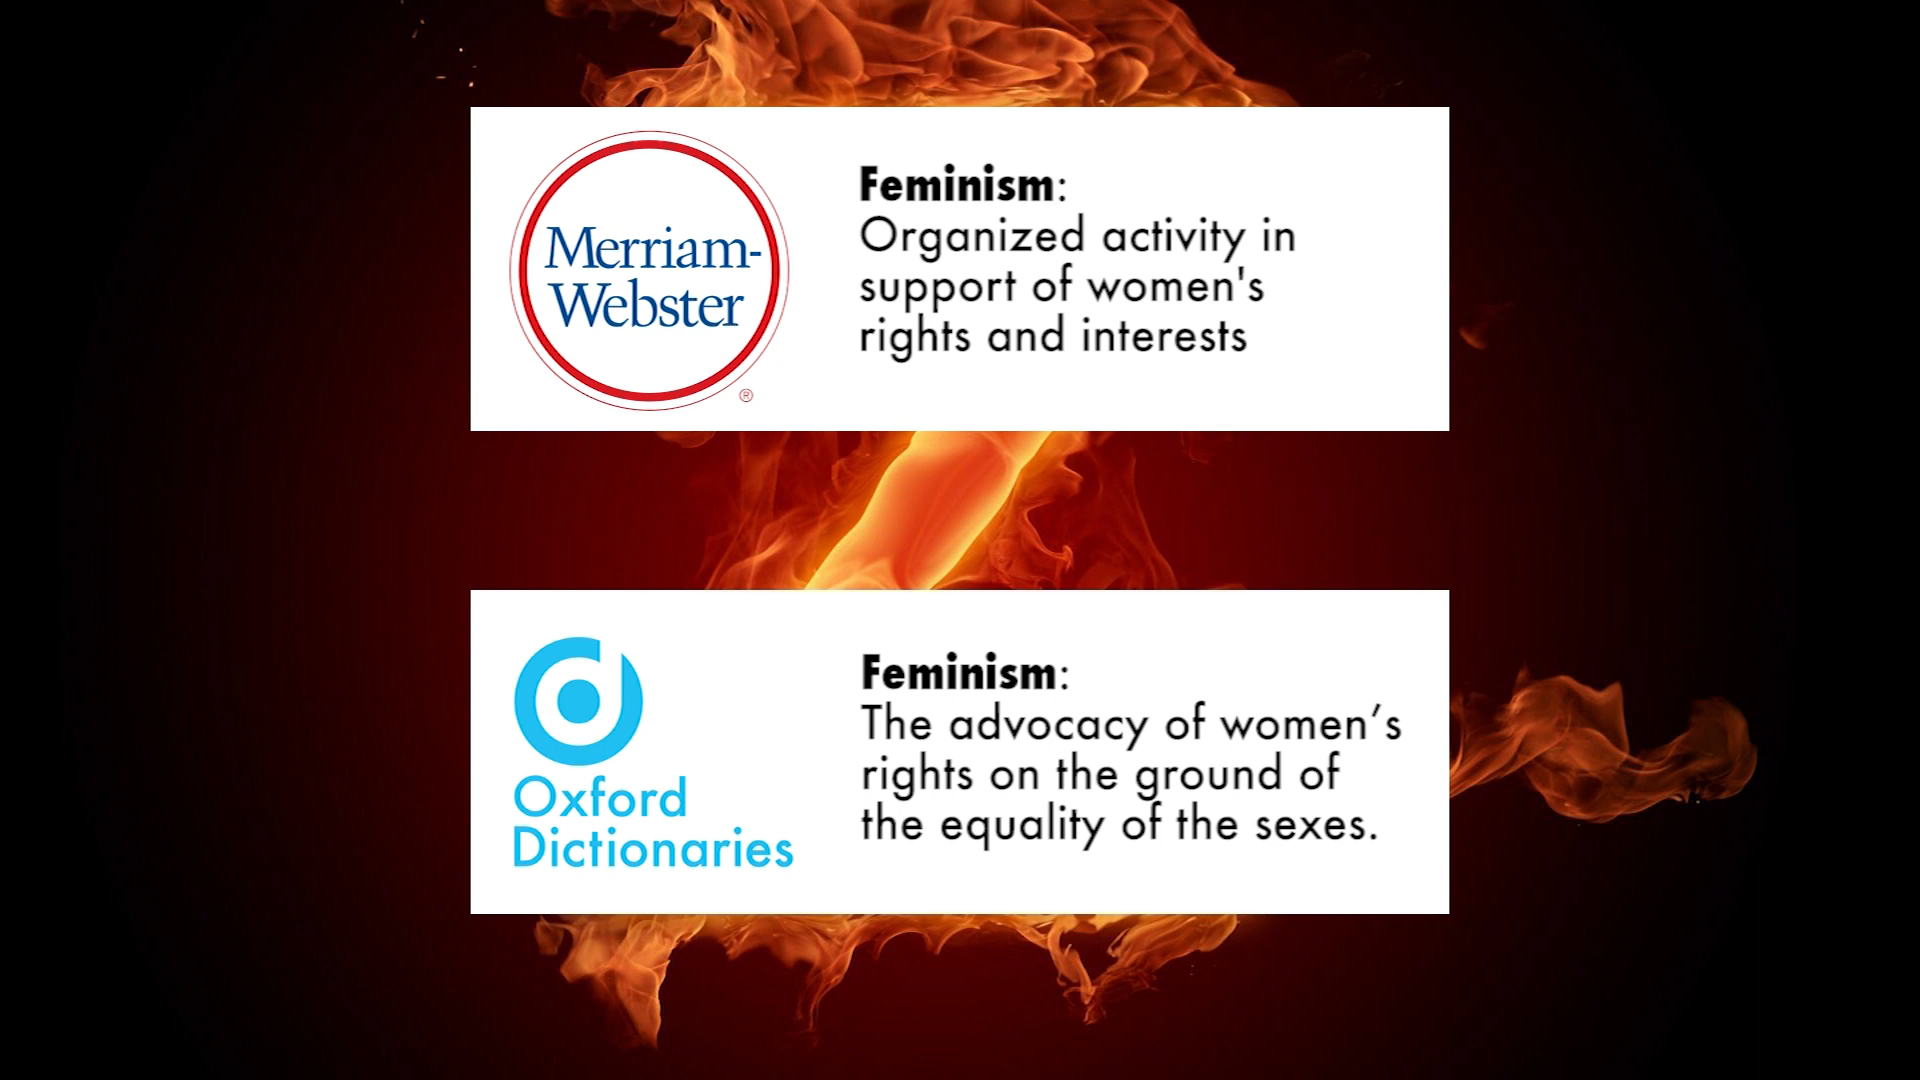 Merriam-
Webster
®
Feminism:
Organized activity in
support of women's
rights and interests
Oxford
Dictionaries
Feminism:
The advocacy of women’s
rights on the ground of
the equality of the sexes.